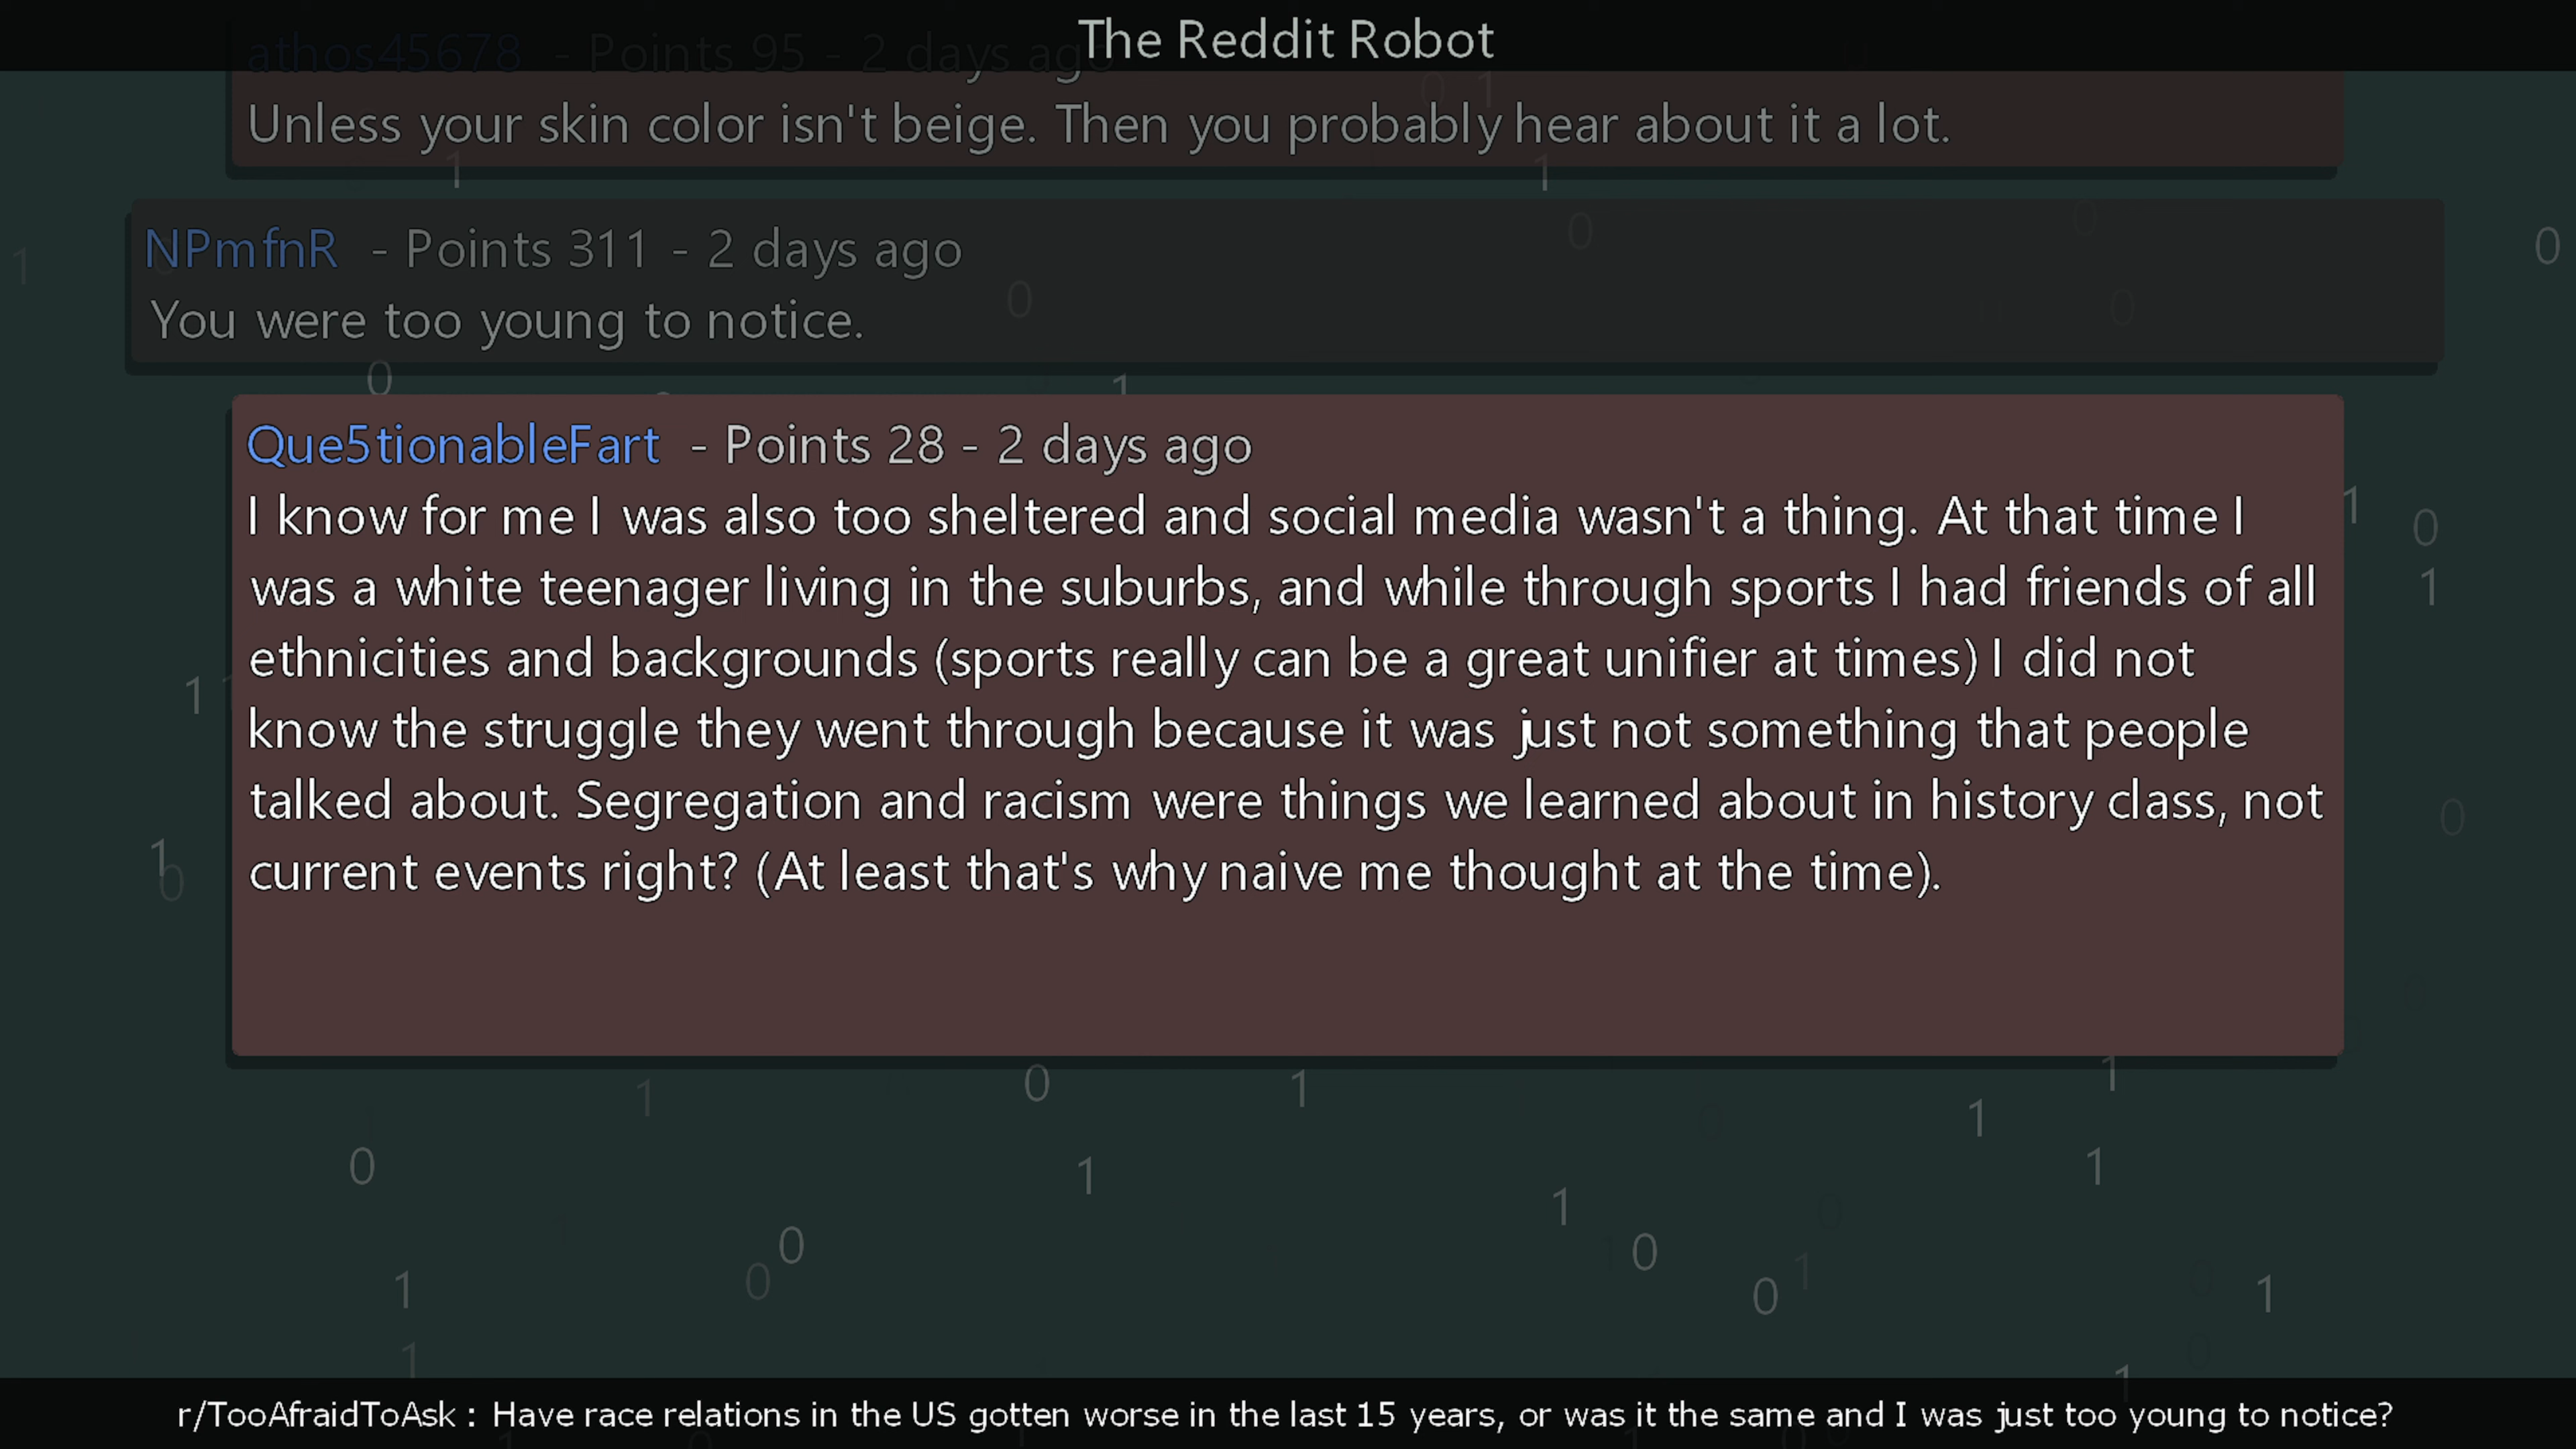 The Reddit Robot
athos45678 - Points 95 - 2 days ago
Unless your skin color isn't beige. Then you probably hear about it a lot.
NPmfnR - Points 311 - 2 days ago
You were too young to notice.
Que5tionableFart - Points 28 - 2 days ago
I know for me I was also too sheltered and social media wasn't a thing. At that time I
was a white teenager living in the suburbs, and while through sports I had friends of all
ethnicities and backgrounds (sports really can be a great unifier at times) I did not
know the struggle they went through because it was just not something that people
talked about. Segregation and racism were things we learned about in history class, not
current events right? (At least that's why naive me thought at the time).
r/TooAfraidToAsk : Have race relations in the US gotten worse in the last 15 years, or was it the same and I was just too young to notice?